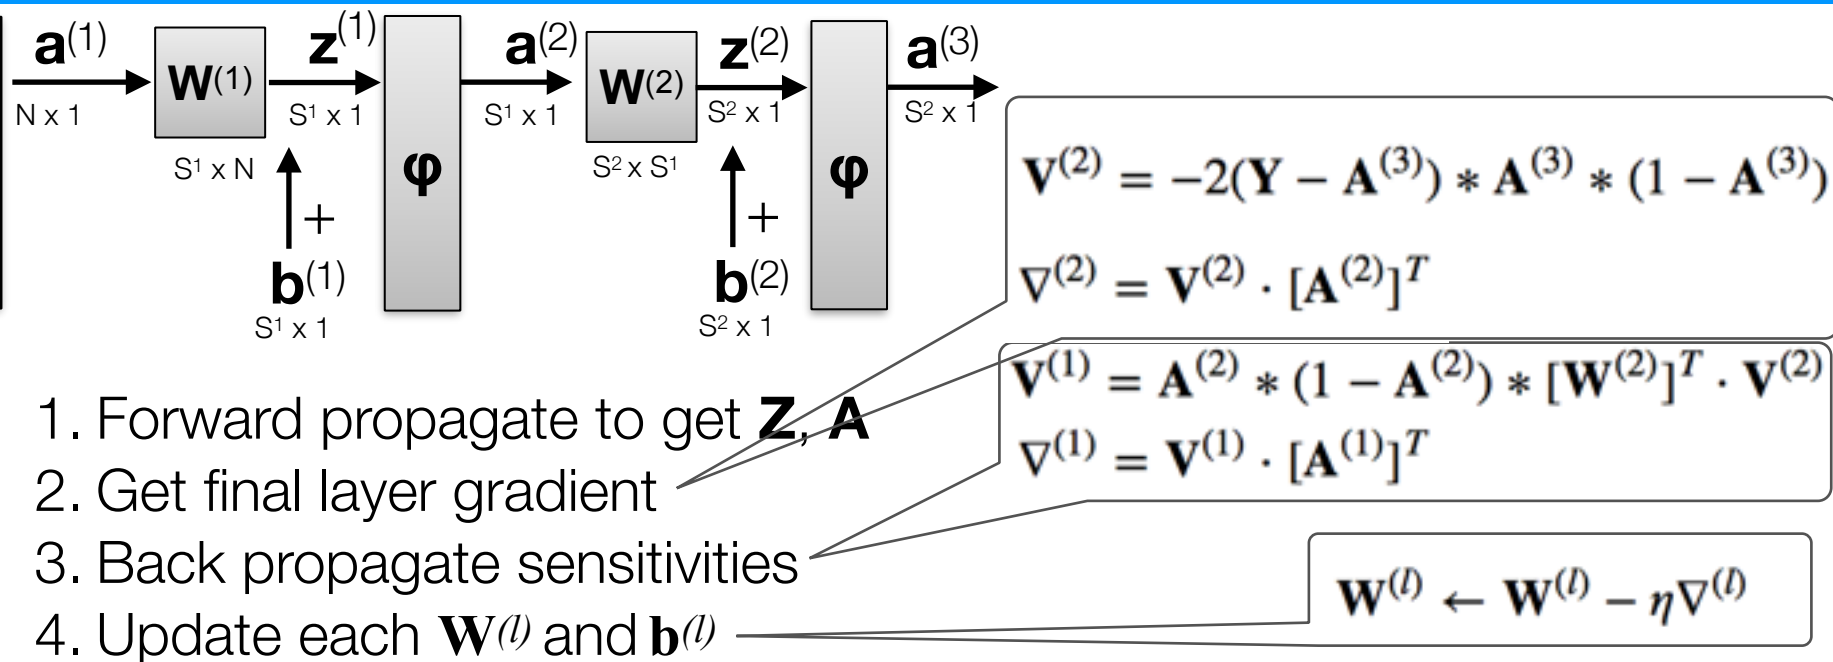 a(1) z(1) a(2) z(2) a(3)
W(1) W(2)
N x 1 S¹ x 1 S¹ x 1 S² x 1 S² x 1
S¹ x N φ S² x S¹ φ
+ +
b(1) b(2)
S¹ x 1 S² x 1
V⁽²⁾ = −2(Y − A⁽³⁾) * A⁽³⁾ * (1 − A⁽³⁾)
∇⁽²⁾ = V⁽²⁾ · [A⁽²⁾]ᵀ
V⁽¹⁾ = A⁽²⁾ * (1 − A⁽²⁾) * [W⁽²⁾]ᵀ · V⁽²⁾
∇⁽¹⁾ = V⁽¹⁾ · [A⁽¹⁾]ᵀ
1. Forward propagate to get Z, A
2. Get final layer gradient
3. Back propagate sensitivities
4. Update each W(l) and b(l)
W⁽ˡ⁾ ← W⁽ˡ⁾ − η∇⁽ˡ⁾